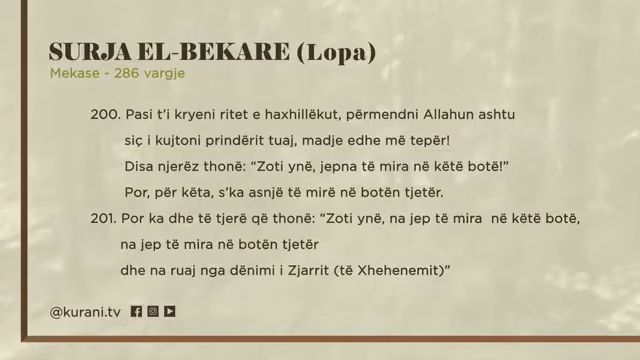 SURJA EL-BEKARE (Lopa)
Mekase - 286 vargje
200. Pasi t’i kryeni ritet e haxhillëkut, përmendni Allahun ashtu
siç i kujtoni prindërit tuaj, madje edhe më tepër!
Disa njerëz thonë: “Zoti ynë, jepna të mira në këtë botë!”
Por, për këta, s’ka asnjë të mirë në botën tjetër.
201. Por ka dhe të tjerë që thonë: “Zoti ynë, na jep të mira në këtë botë,
na jep të mira në botën tjetër
dhe na ruaj nga dënimi i Zjarrit (të Xhehenemit)”
@kurani.tv